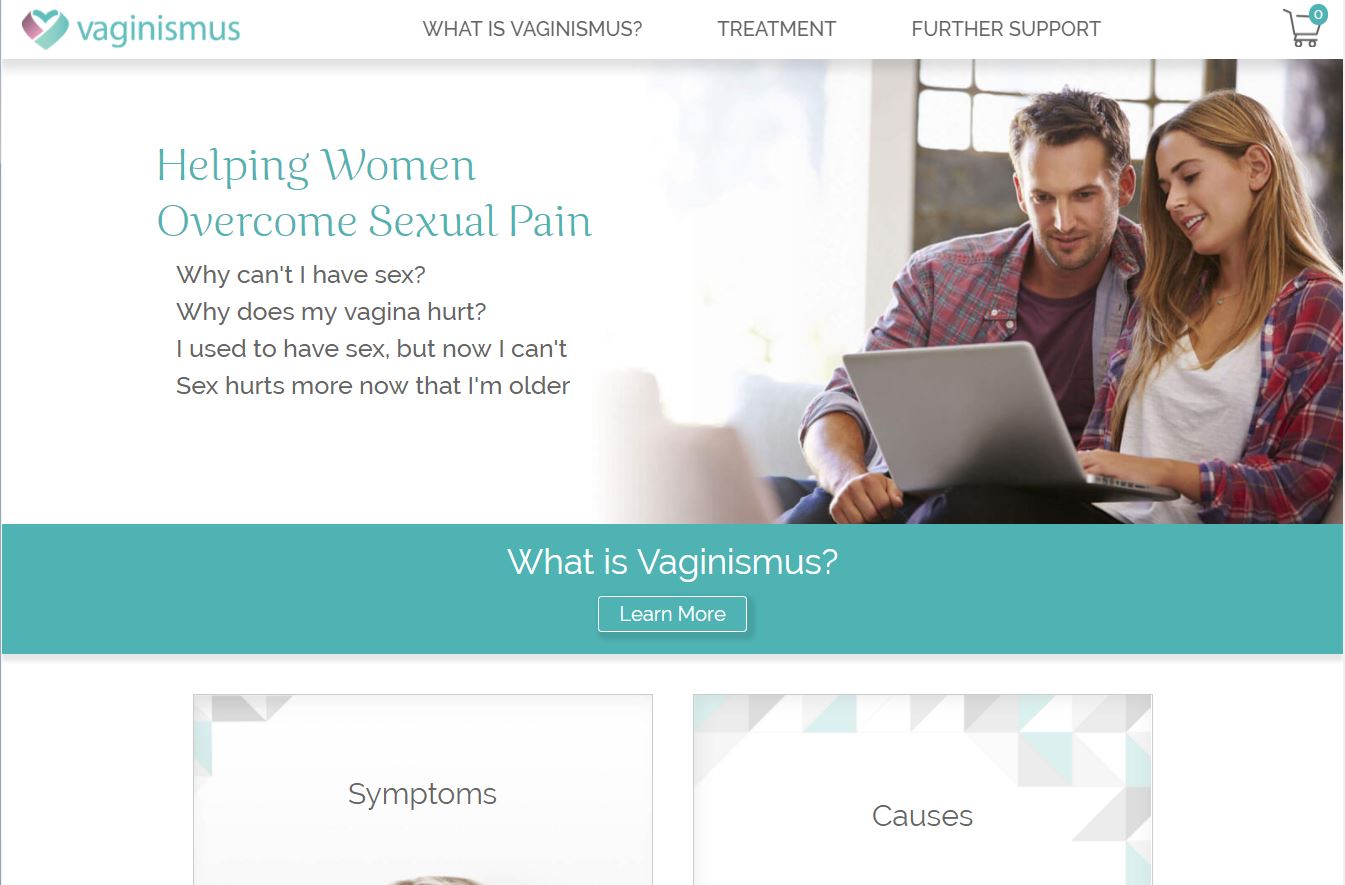 vaginismus
WHAT IS VAGINISMUS?
TREATMENT
FURTHER SUPPORT
0
Helping Women
Overcome Sexual Pain
Why can't I have sex?
Why does my vagina hurt?
I used to have sex, but now I can't
Sex hurts more now that I'm older
What is Vaginismus?
Learn More
Symptoms
Causes